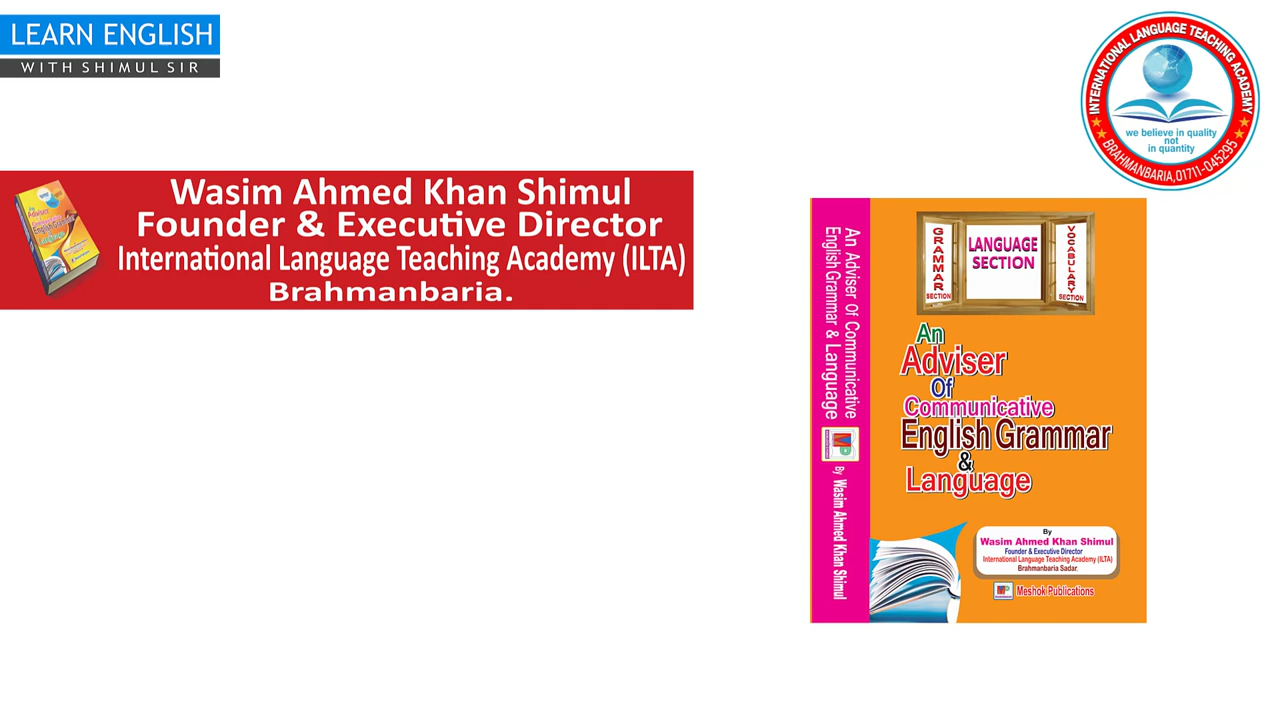 LEARN ENGLISH
WITH SHIMUL SIR
INTERNATIONAL LANGUAGE TEACHING ACADEMY
we believe in quality
not
in quantity
BRAHMANBARIA,01711-045295
Wasim Ahmed Khan Shimul
Founder & Executive Director
International Language Teaching Academy (ILTA)
Brahmanbaria.
An Adviser Of Communicative
English Grammar & Language
By Wasim Ahmed Khan Shimul
GRAMMAR
SECTION
LANGUAGE
SECTION
VOCABULARY
SECTION
An
Adviser
Of
Communicative
English Grammar
&
Language
By
Wasim Ahmed Khan Shimul
Founder & Executive Director
International Language Teaching Academy (ILTA)
Brahmanbaria Sadar.
Meshok Publications